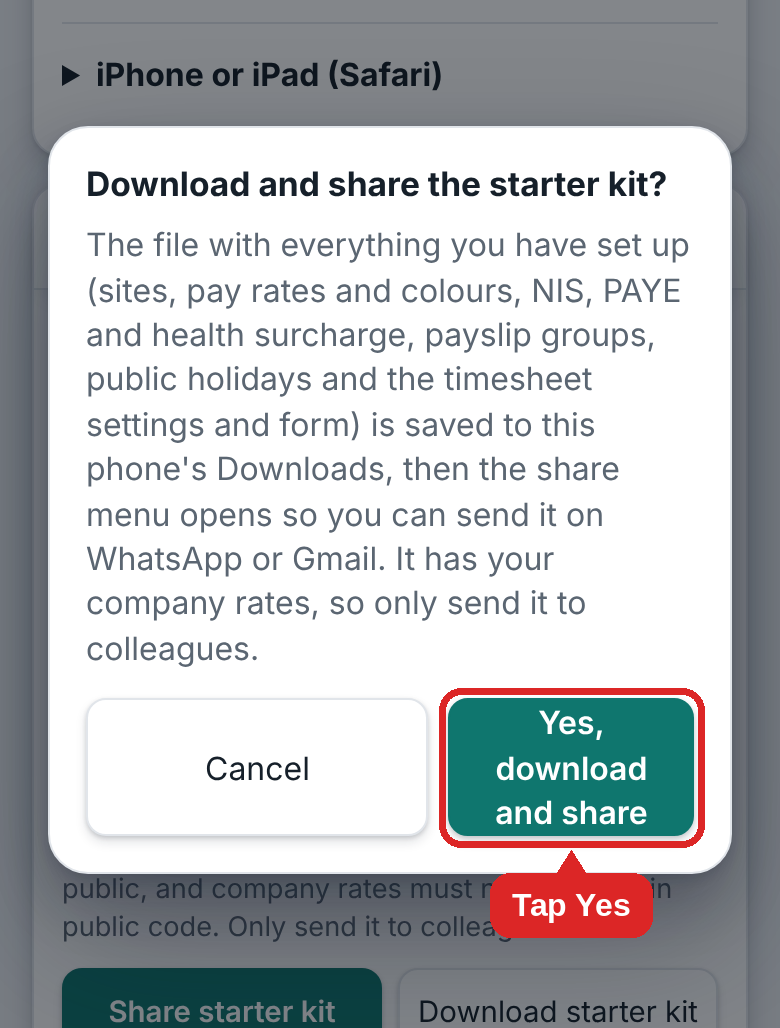 iPhone or iPad (Safari)
Download and share the starter kit?
The file with everything you have set up
(sites, pay rates and colours, NIS, PAYE
and health surcharge, payslip groups,
public holidays and the timesheet
settings and form) is saved to this
phone's Downloads, then the share
menu opens so you can send it on
WhatsApp or Gmail. It has your
company rates, so only send it to
colleagues.
Cancel
Yes,
download
and share
public, and company rates must in
public code. Only send it to
Tap Yes
Share starter kit
Download starter kit